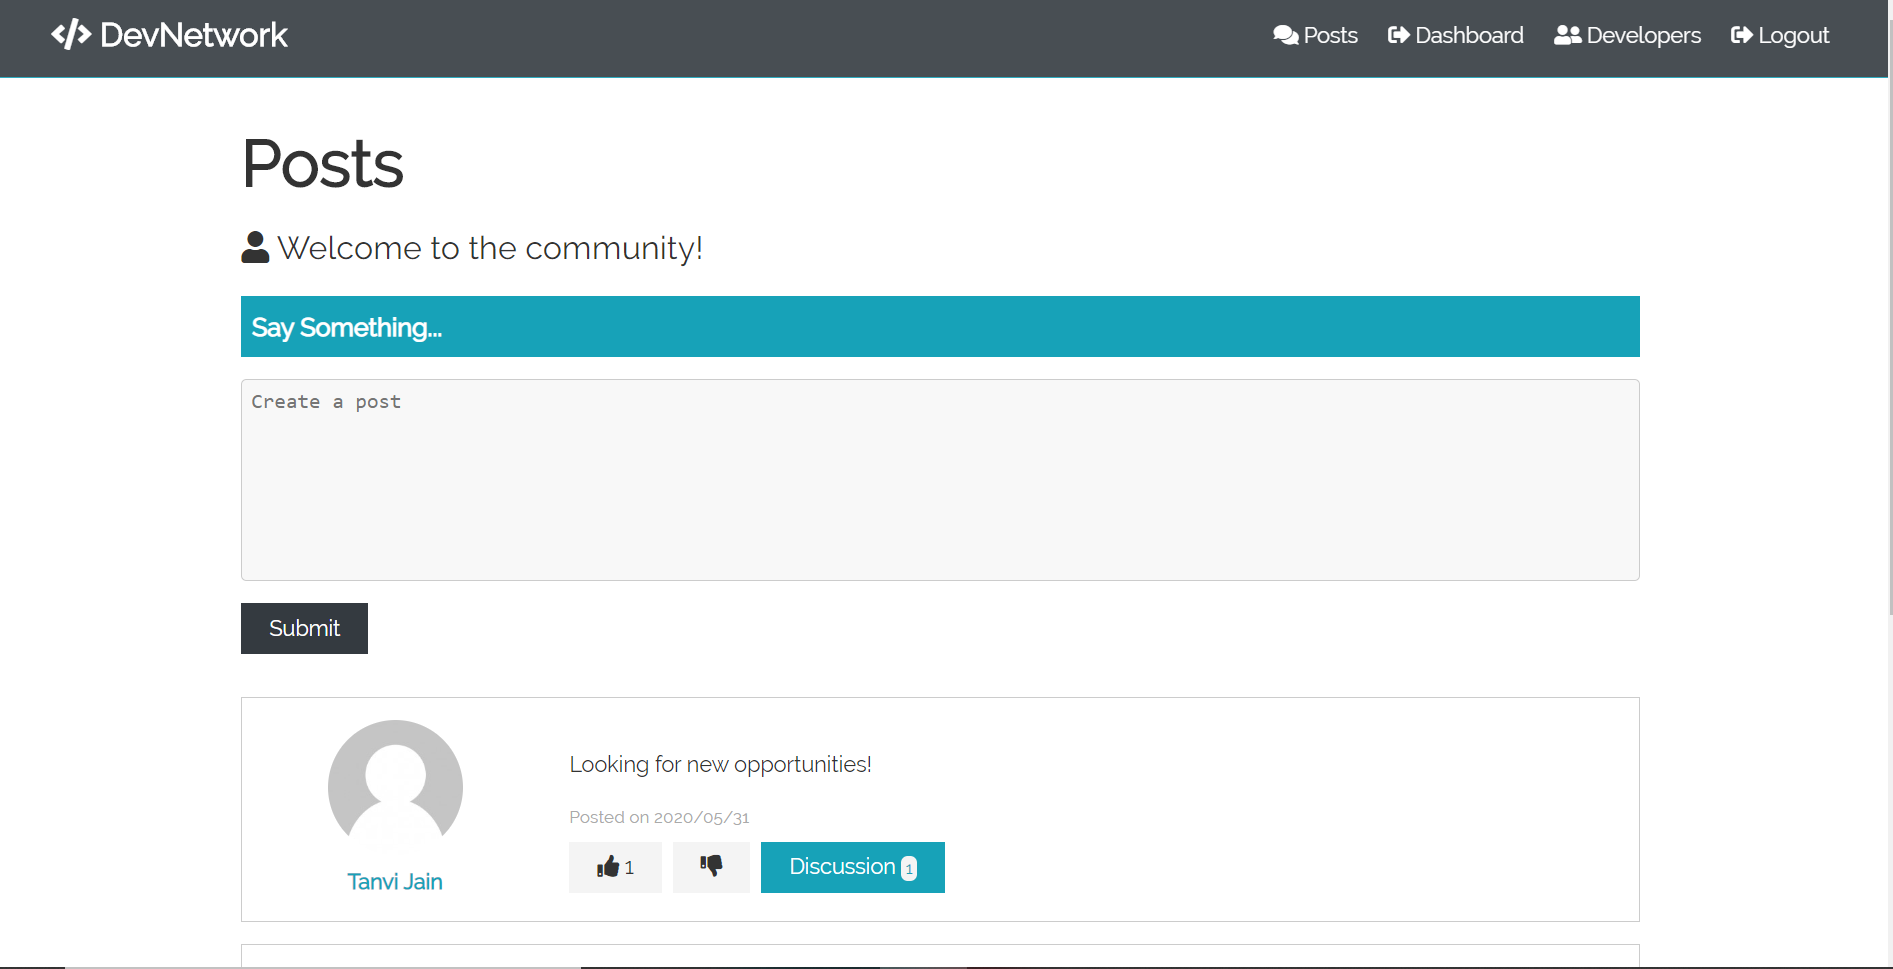 DevNetwork
Posts Dashboard Developers Logout
Posts
Welcome to the community!
Say Something...
Create a post
Submit
Looking for new opportunities!
Posted on 2020/05/31
1 Discussion 1
Tanvi Jain